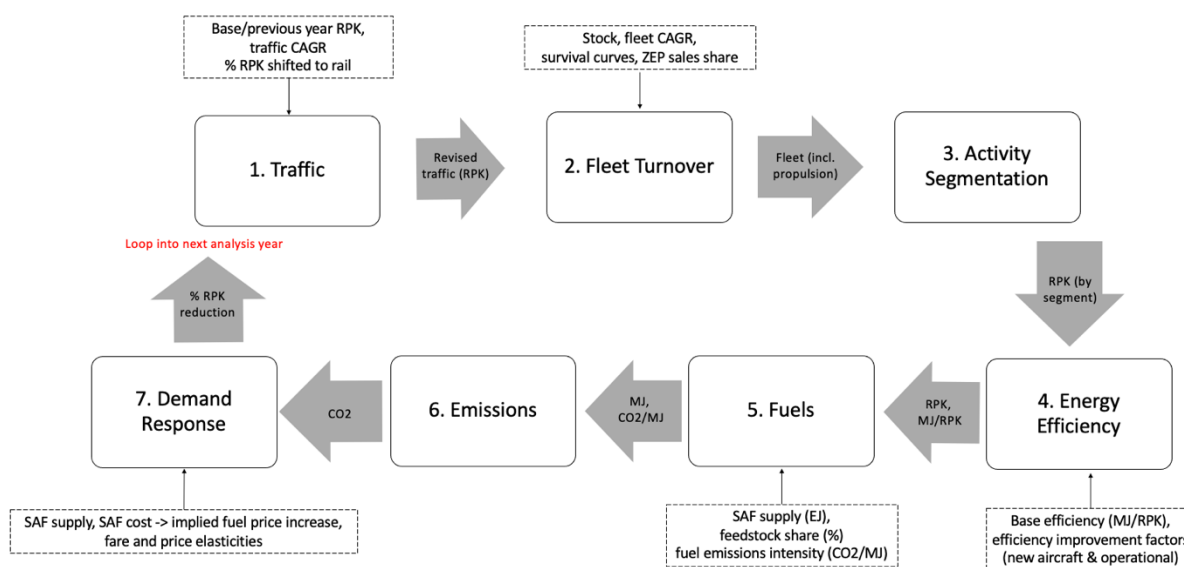 Base/previous year RPK,
traffic CAGR
% RPK shifted to rail
Stock, fleet CAGR,
survival curves, ZEP sales share
1. Traffic
Revised
traffic (RPK)
2. Fleet Turnover
Fleet (incl.
propulsion)
3. Activity
Segmentation
Loop into next analysis year
% RPK
reduction
RPK (by
segment)
7. Demand
Response
CO2
6. Emissions
MJ,
CO2/MJ
5. Fuels
RPK,
MJ/RPK
4. Energy
Efficiency
SAF supply, SAF cost -> implied fuel price increase,
fare and price elasticities
SAF supply (EJ),
feedstock share (%)
fuel emissions intensity (CO2/MJ)
Base efficiency (MJ/RPK),
efficiency improvement factors
(new aircraft & operational)